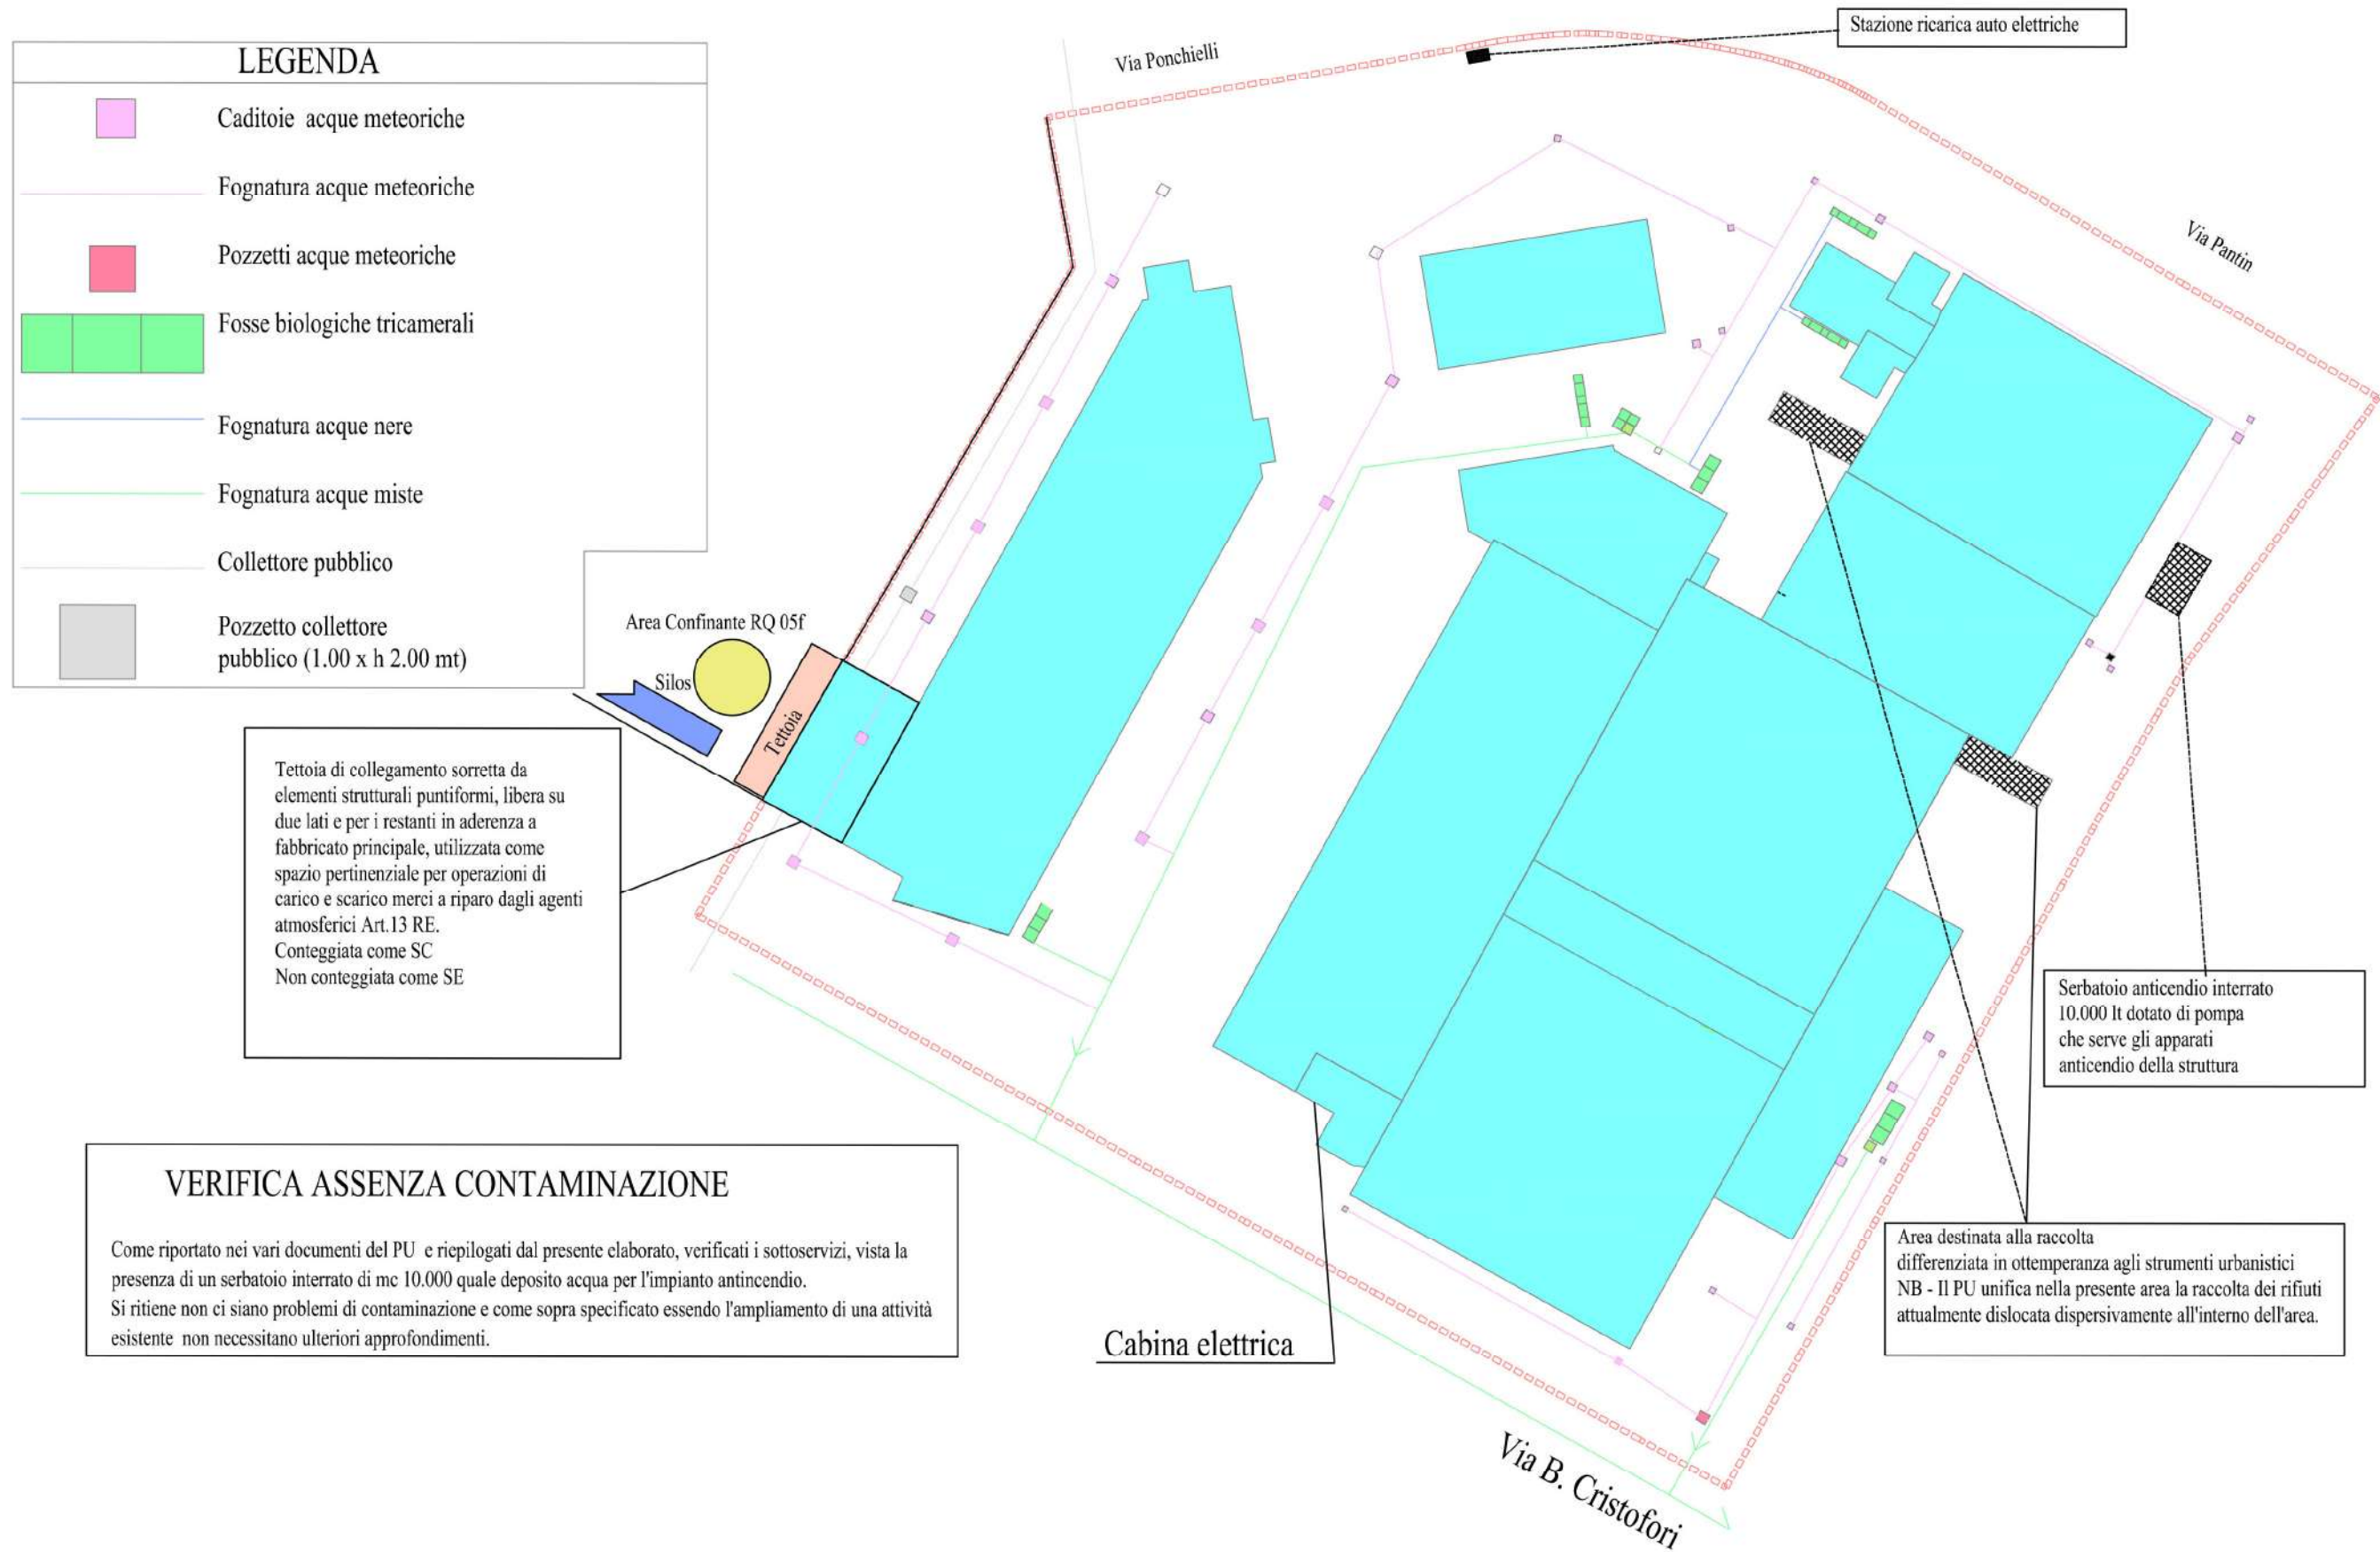 LEGENDA
Caditoie acque meteoriche
Fognatura acque meteoriche
Pozzetti acque meteoriche
Fosse biologiche tricamerali
Fognatura acque nere
Fognatura acque miste
Collettore pubblico
Pozzetto collettore
pubblico (1.00 x h 2.00 mt)
Stazione ricarica auto elettriche
Via Ponchielli
Via Pantin
Area Confinante RQ 05f
Silos
Tettoia
Tettoia di collegamento sorretta da
elementi strutturali puntiformi, libera su
due lati e per i restanti in aderenza a
fabbricato principale, utilizzata come
spazio pertinenziale per operazioni di
carico e scarico merci a riparo dagli agenti
atmosferici Art.13 RE.
Conteggiata come SC
Non conteggiata come SE
Serbatoio anticendio interrato
10.000 lt dotato di pompa
che serve gli apparati
anticendio della struttura
VERIFICA ASSENZA CONTAMINAZIONE
Come riportato nei vari documenti del PU e riepilogati dal presente elaborato, verificati i sottoservizi, vista la
presenza di un serbatoio interrato di mc 10.000 quale deposito acqua per l'impianto antincendio.
Si ritiene non ci siano problemi di contaminazione e come sopra specificato essendo l'ampliamento di una attività
esistente non necessitano ulteriori approfondimenti.
Area destinata alla raccolta
differenziata in ottemperanza agli strumenti urbanistici
NB - Il PU unifica nella presente area la raccolta dei rifiuti
attualmente dislocata dispersivamente all'interno dell'area.
Cabina elettrica
Via B. Cristofori